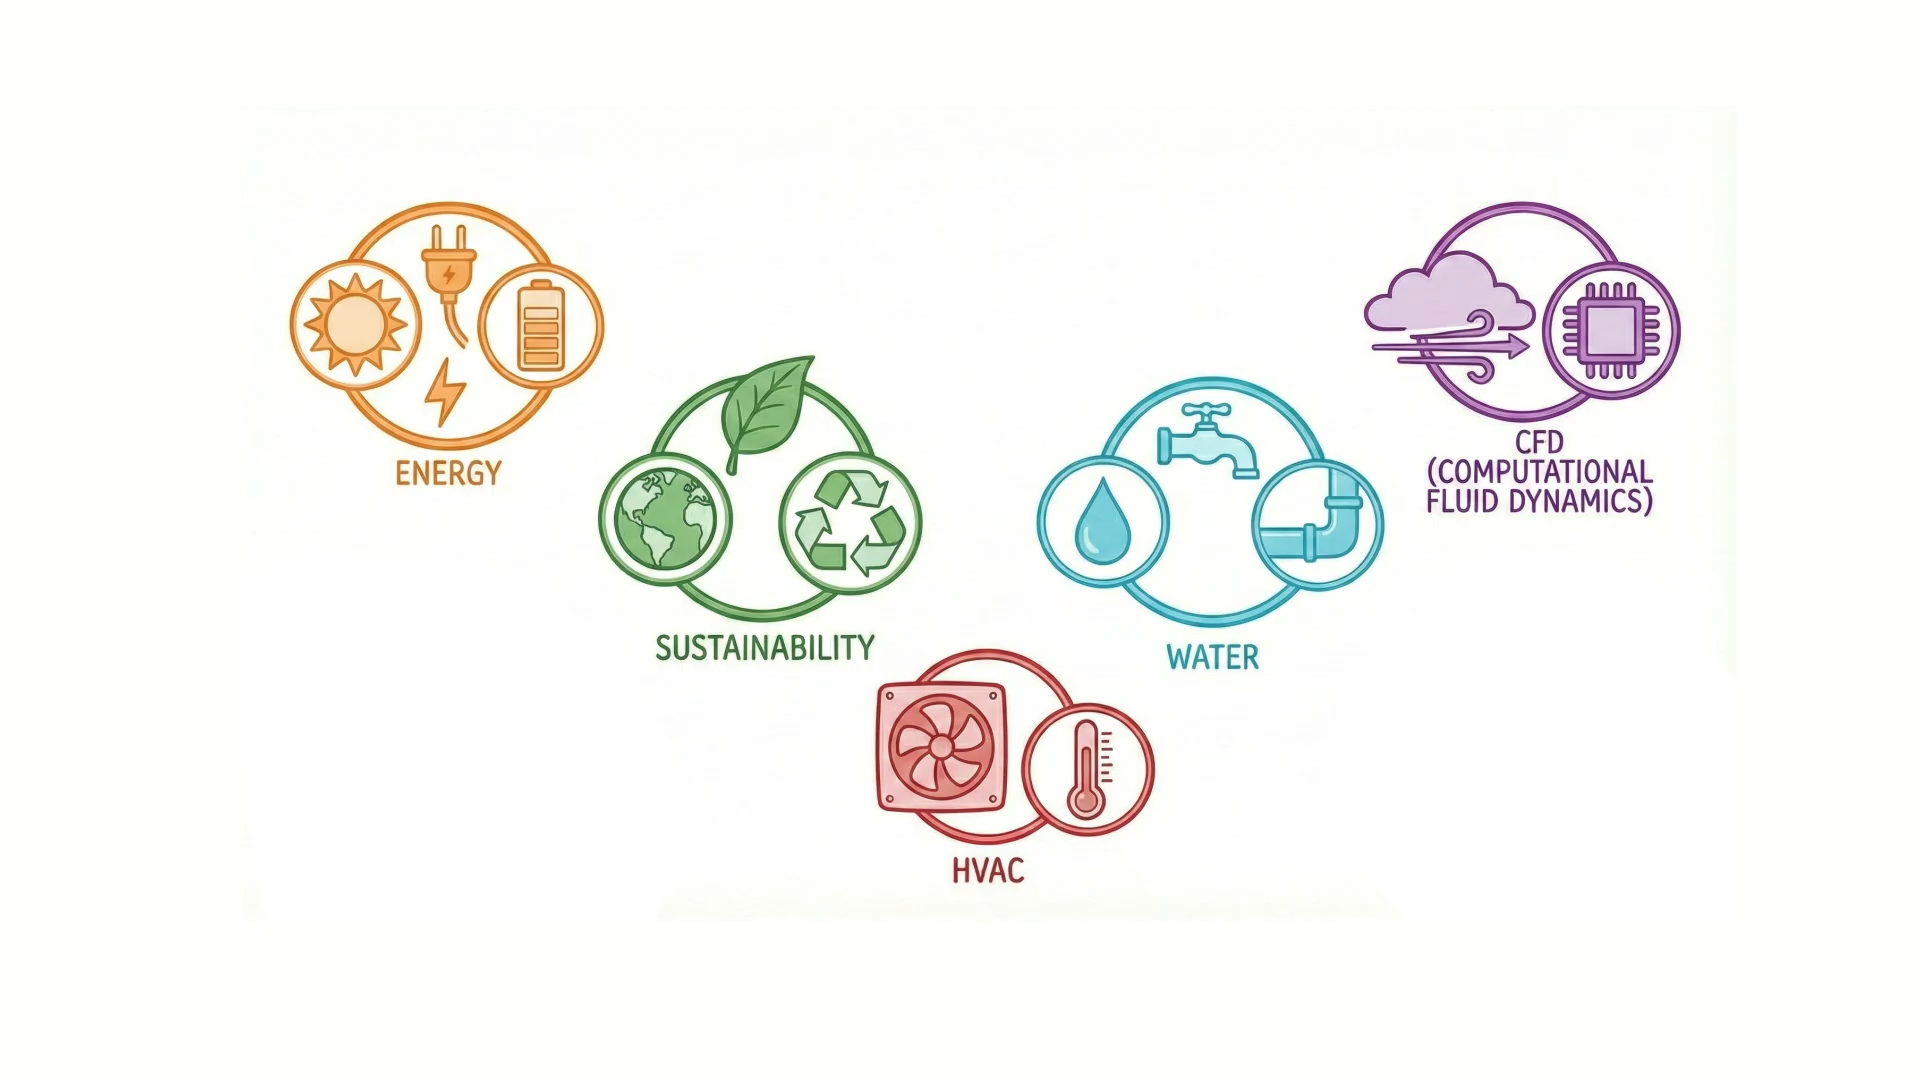 ENERGY
SUSTAINABILITY
WATER
CFD
(COMPUTATIONAL
FLUID DYNAMICS)
HVAC